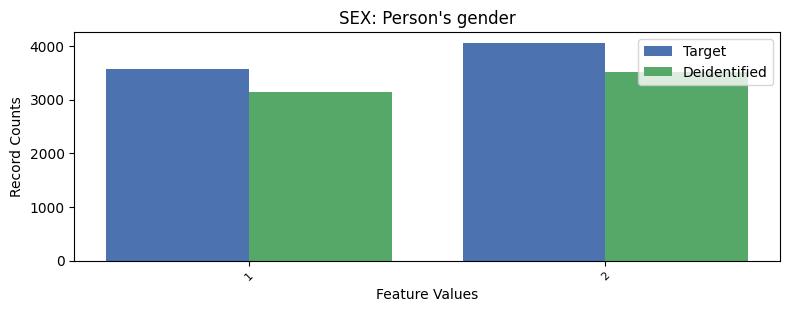 SEX: Person's gender
Target
Deidentified
Record Counts
4000
3000
2000
1000
0
1
2
Feature Values